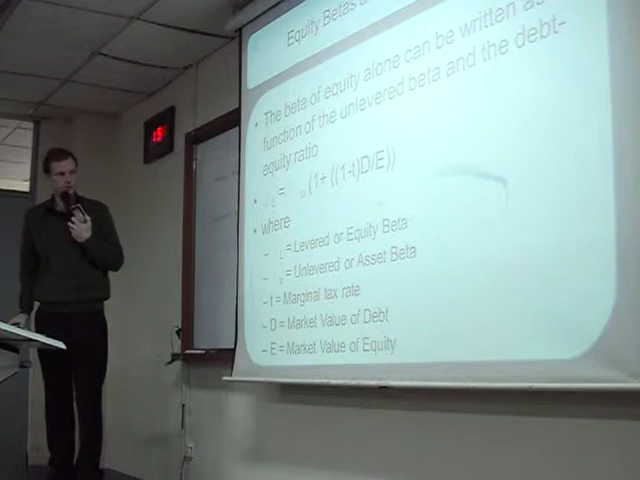 Equity Betas a
The beta of equity alone can be written as
function of the unlevered beta and the debt-
equity ratio
L = u (1+ ((1-t)D/E))
where
– L = Levered or Equity Beta
– u = Unlevered or Asset Beta
– t = Marginal tax rate
– D = Market Value of Debt
– E = Market Value of Equity